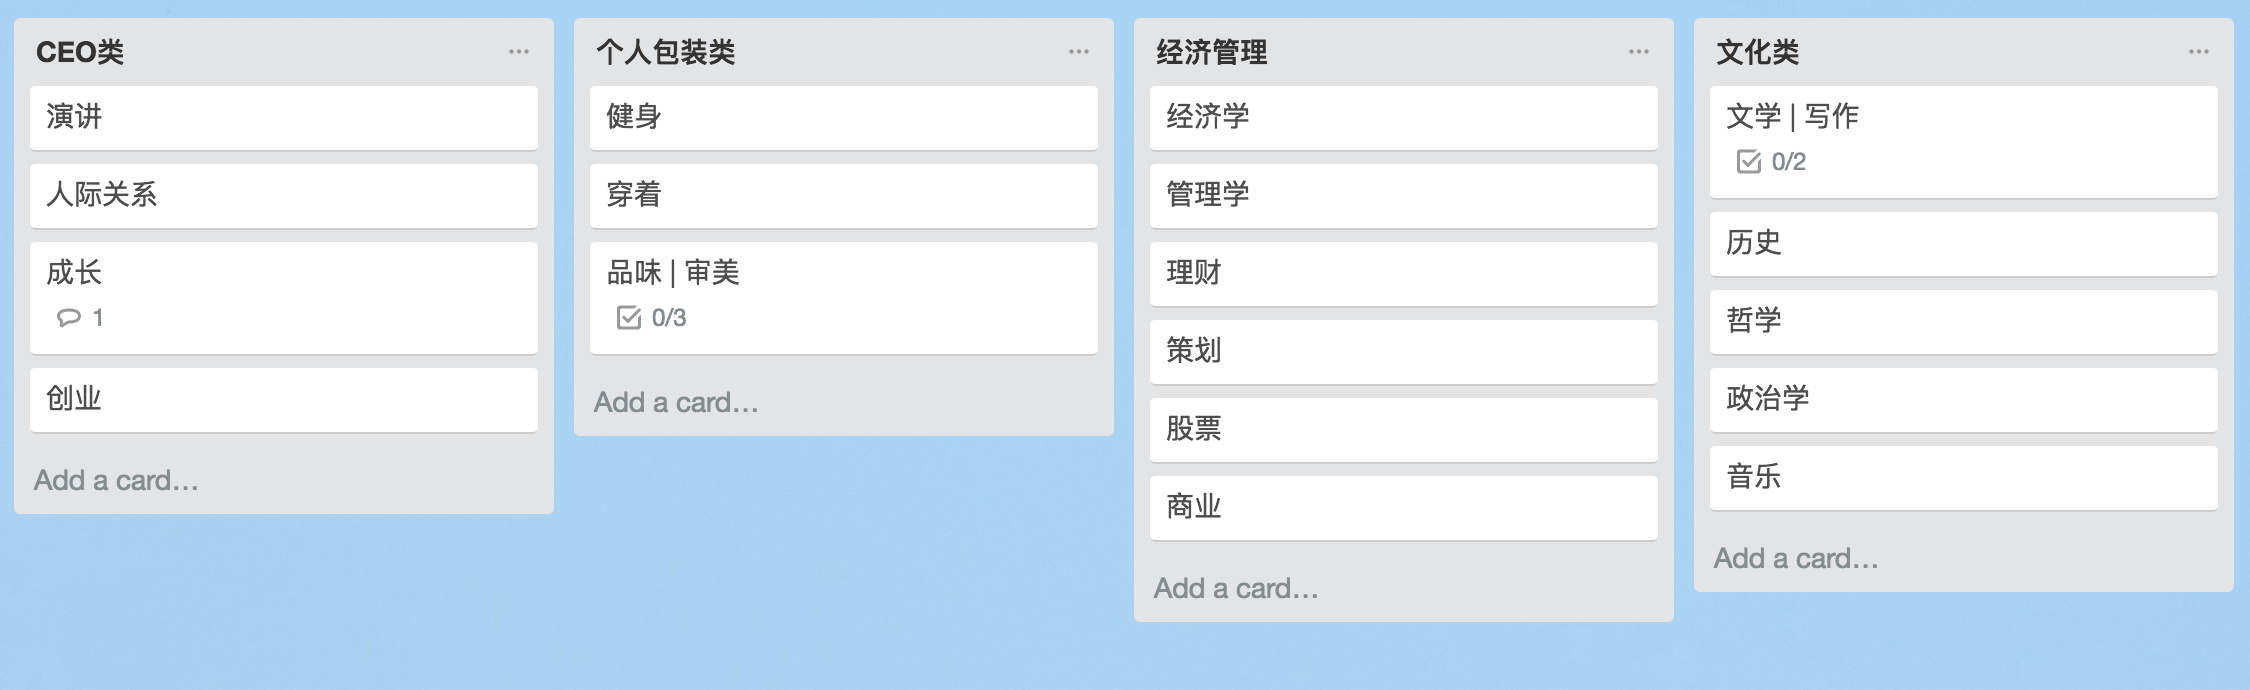 CEO类
演讲
人际关系
成长
1
创业
Add a card...
个人包装类
健身
穿着
品味 | 审美
0/3
Add a card...
经济管理
经济学
管理学
理财
策划
股票
商业
Add a card...
文化类
文学 | 写作
0/2
历史
哲学
政治学
音乐
Add a card...